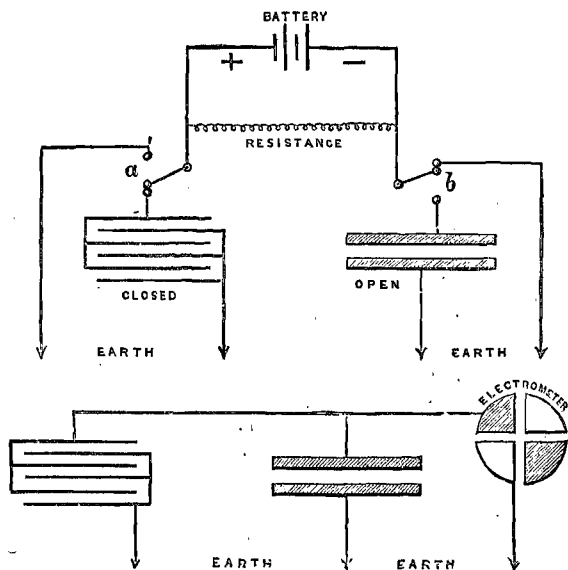 BATTERY
+ −
RESISTANCE
a b
CLOSED OPEN
EARTH EARTH
ELECTROMETER
EARTH EARTH